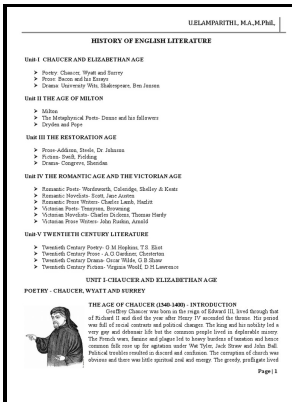 U.ELAMPARITHI., M.A.,M.Phil.,
HISTORY OF ENGLISH LITERATURE
Unit-I CHAUCER AND ELIZABETHAN AGE
➢ Poetry: Chaucer, Wyatt and Surrey
➢ Prose: Bacon and his Essays
➢ Drama: University Wits, Shakespeare, Ben Jonson
Unit II THE AGE OF MILTON
➢ Milton
➢ The Metaphysical Poets- Donne and his followers
➢ Dryden and Pope
Unit III THE RESTORATION AGE
➢ Prose-Addison, Steele, Dr. Johnson
➢ Fiction- Swift, Fielding
➢ Drama- Congreve, Sheridan
Unit IV THE ROMANTIC AGE AND THE VICTORIAN AGE
➢ Romantic Poets- Wordsworth, Coleridge, Shelley & Keats
➢ Romantic Novelists- Scott, Jane Austen
➢ Romantic Prose Writers- Charles Lamb, Hazlitt
➢ Victorian Poets- Tennyson, Browning
➢ Victorian Novelists- Charles Dickens, Thomas Hardy
➢ Victorian Prose Writers- John Ruskin, Arnold
Unit-V TWENTIETH CENTURY LITERATURE
➢ Twentieth Century Poetry- G.M.Hopkins, T.S. Eliot
➢ Twentieth Century Prose - A.G.Gardner, Chesterton
➢ Twentieth Century Drama- Oscar Wilde, G.B.Shaw
➢ Twentieth Century Fiction- Virginia Woolf, D.H.Lawrence
UNIT I-CHAUCER AND ELIZABETHAN AGE
POETRY - CHAUCER, WYATT AND SURREY
THE AGE OF CHAUCER (1340-1400) - INTRODUCTION
Geoffrey Chaucer was born in the reign of Edward III, lived through that
of Richard II and died the year after Henry IV ascended the throne. His period
was full of social contrasts and political changes. The king and his nobility led a
very gay and debonair life but the common people lived in deplorable misery.
The French wars, famine and plague led to heavy burdens of taxation and hence
common folk rose up for agitation under Wat Tyler, Jack Straw and John Ball.
Political troubles resulted in discord and confusion. The corruption of church was
obvious and there was little spiritual zeal and energy. The greedy, profligate lived
Page | 1